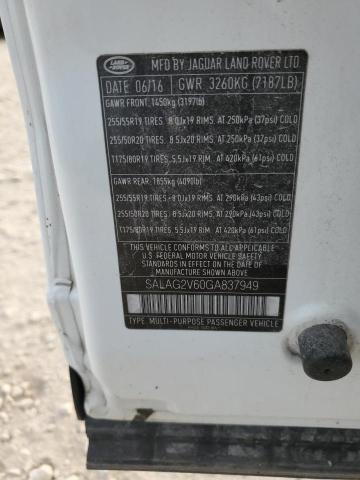 LAND ROVER
MFD BY JAGUAR LAND ROVER LTD
DATE 06/16 GWR 3260KG (7187LB)
GAWR FRONT: 1450kg (3197lb)
255/55R19 TIRES 8.0Jx19 RIMS, AT 250kPa (37psi) COLD
255/50R20 TIRES 8.5Jx20 RIMS, AT 250kPa (37psi) COLD
T175/80R19 TIRES 5.5Jx19 RIM, AT 420kPa (61psi) COLD
GAWR REAR: 1855kg (4090lb)
255/55R19 TIRES 8.0Jx19 RIMS, AT 290kPa (43psi) COLD
255/50R20 TIRES 8.5Jx20 RIMS, AT 290kPa (43psi) COLD
T175/80R19 TIRES 5.5Jx19 RIM, AT 420kPa (61psi) COLD
THIS VEHICLE CONFORMS TO ALL APPLICABLE
U.S. FEDERAL MOTOR VEHICLE SAFETY
STANDARDS IN EFFECT ON THE DATE OF
MANUFACTURE SHOWN ABOVE.
SALAG2V60GA837949
TYPE: MULTI-PURPOSE PASSENGER VEHICLE